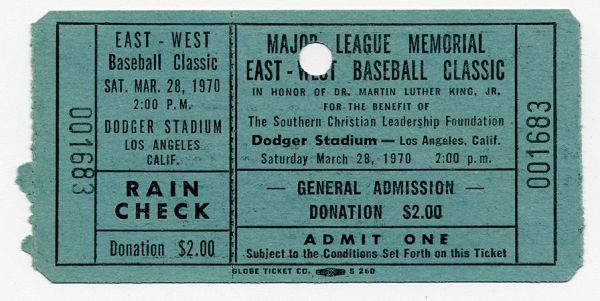 001683
EAST - WEST
Baseball Classic
SAT. MAR. 28, 1970
2:00 P.M.
DODGER STADIUM
LOS ANGELES
CALIF.
RAIN
CHECK
Donation $2.00
MAJOR LEAGUE MEMORIAL
EAST - WEST BASEBALL CLASSIC
IN HONOR OF DR. MARTIN LUTHER KING, JR.
FOR THE BENEFIT OF
The Southern Christian Leadership Foundation
Dodger Stadium — Los Angeles, Calif.
Saturday March 28, 1970 2:00 p.m.
— GENERAL ADMISSION —
DONATION $2.00
ADMIT ONE
Subject to the Conditions Set Forth on this Ticket
001683
GLOBE TICKET CO. 5 260